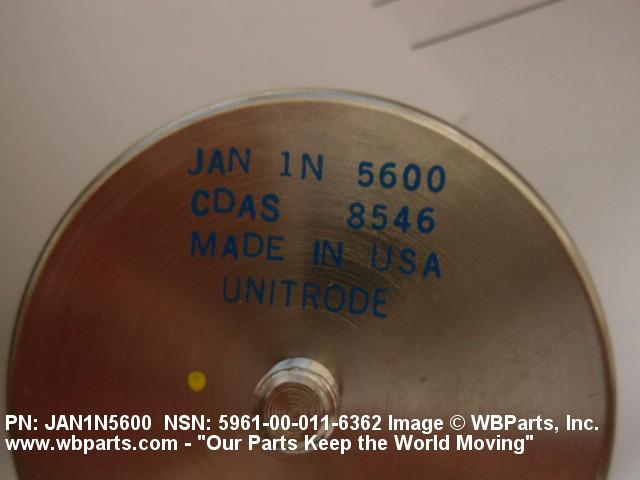 JAN 1N 5600
CDAS 8546
MADE IN USA
UNITRODE
PN: JAN1N5600 NSN: 5961-00-011-6362 Image © WBParts, Inc.
www.wbparts.com - "Our Parts Keep the World Moving"